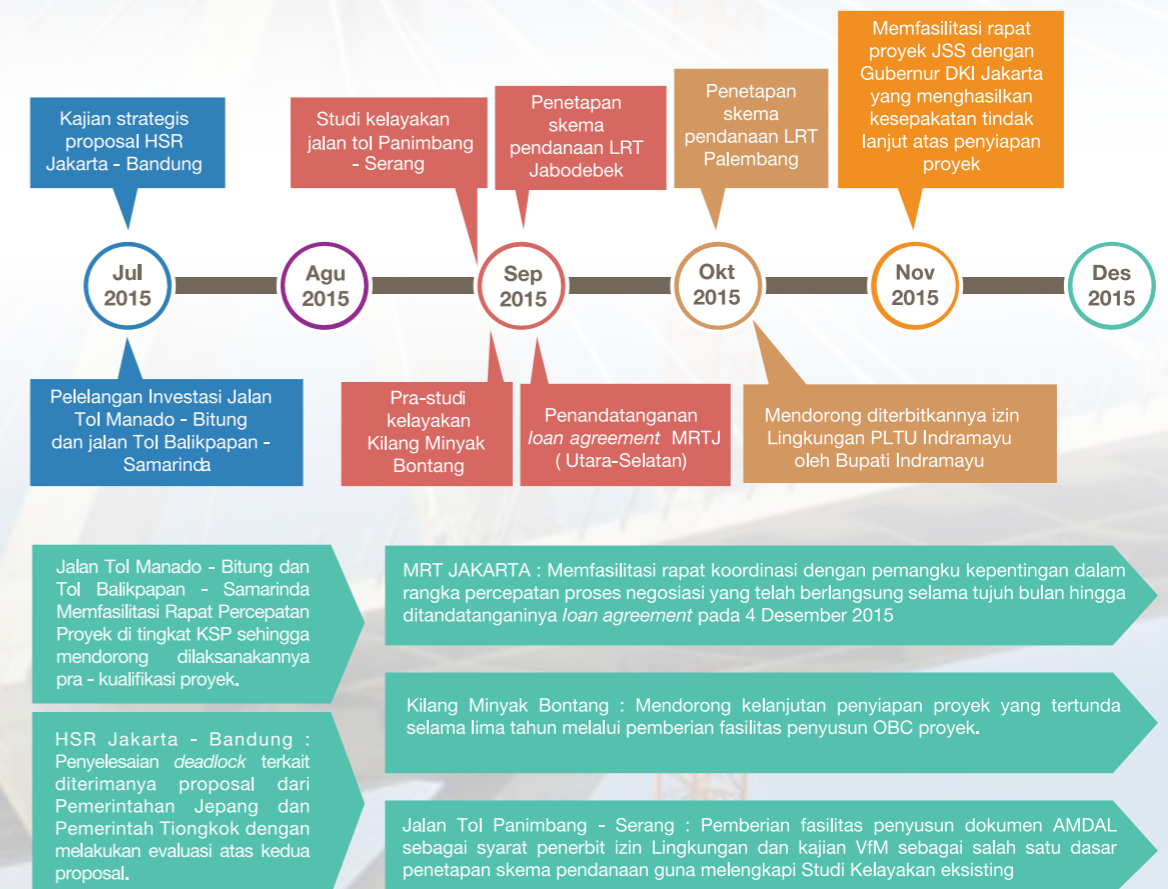 Kajian strategis
proposal HSR
Jakarta - Bandung
Studi kelayakan
jalan tol Panimbang
- Serang
Penetapan
skema
pendanaan LRT
Jabodebek
Penetapan
skema
pendanaan LRT
Palembang
Memfasilitasi rapat
proyek JSS dengan
Gubernur DKI Jakarta
yang menghasilkan
kesepakatan tindak
lanjut atas penyiapan
proyek
Jul
2015
Agu
2015
Sep
2015
Okt
2015
Nov
2015
Des
2015
Pelelangan Investasi Jalan
Tol Manado - Bitung
dan jalan Tol Balikpapan -
Samarinda
Pra-studi
kelayakan
Kilang Minyak
Bontang
Penandatanganan
loan agreement MRTJ
( Utara-Selatan)
Mendorong diterbitkannya izin
Lingkungan PLTU Indramayu
oleh Bupati Indramayu
Jalan Tol Manado - Bitung dan
Tol Balikpapan - Samarinda
Memfasilitasi Rapat Percepatan
Proyek di tingkat KSP sehingga
mendorong dilaksanakannya
pra - kualifikasi proyek.
HSR Jakarta - Bandung :
Penyelesaian deadlock terkait
diterimanya proposal dari
Pemerintahan Jepang dan
Pemerintah Tiongkok dengan
melakukan evaluasi atas kedua
proposal.
MRT JAKARTA : Memfasilitasi rapat koordinasi dengan pemangku kepentingan dalam
rangka percepatan proses negosiasi yang telah berlangsung selama tujuh bulan hingga
ditandatanganinya loan agreement pada 4 Desember 2015
Kilang Minyak Bontang : Mendorong kelanjutan penyiapan proyek yang tertunda
selama lima tahun melalui pemberian fasilitas penyusun OBC proyek.
Jalan Tol Panimbang - Serang : Pemberian fasilitas penyusun dokumen AMDAL
sebagai syarat penerbit izin Lingkungan dan kajian VfM sebagai salah satu dasar
penetapan skema pendanaan guna melengkapi Studi Kelayakan eksisting